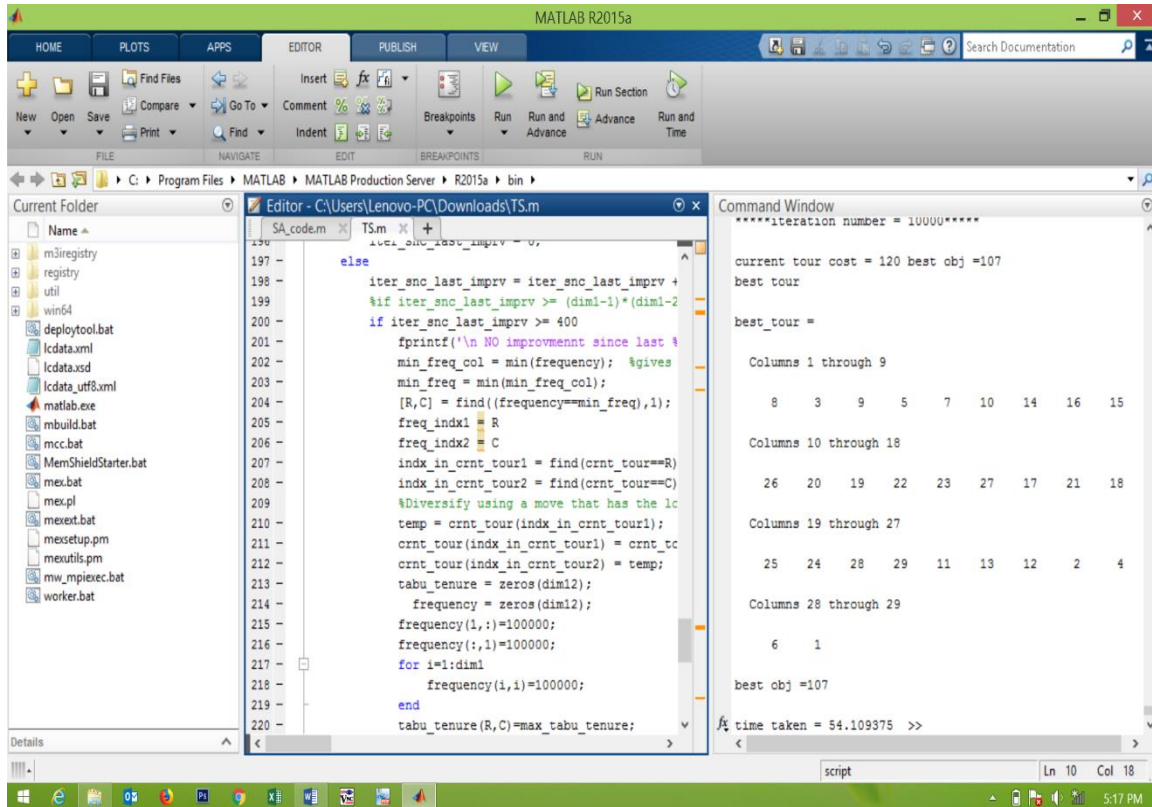 MATLAB R2015a
HOME PLOTS APPS EDITOR PUBLISH VIEW
Search Documentation
New Open Save
Find Files
Compare
Print
Go To
Find
Insert fx
Comment
Indent
Breakpoints
Run
Run and Advance
Run Section
Advance
Run and Time
FILE NAVIGATE EDIT BREAKPOINTS RUN
C: Program Files MATLAB MATLAB Production Server R2015a bin
Current Folder
Name
m3iregistry
registry
util
win64
deploytool.bat
lcdata.xml
lcdata.xsd
lcdata_utf8.xml
matlab.exe
mbuild.bat
mcc.bat
MemShieldStarter.bat
mex.bat
mex.pl
mexext.bat
mexsetup.pm
mexutils.pm
mw_mpiexec.bat
worker.bat
Details
Editor - C:\Users\Lenovo-PC\Downloads\TS.m
SA_code.m TS.m
196 iter_snc_last_imprv = 0;
197 - else
198 - iter_snc_last_imprv = iter_snc_last_imprv +
199 %if iter_snc_last_imprv >= (dim1-1)*(dim1-2
200 - if iter_snc_last_imprv >= 400
201 - fprintf('\n NO improvmennt since last %
202 - min_freq_col = min(frequency); %gives
203 - min_freq = min(min_freq_col);
204 - [R,C] = find((frequency==min_freq),1);
205 - freq_indx1 = R
206 - freq_indx2 = C
207 - indx_in_crnt_tour1 = find(crnt_tour==R)
208 - indx_in_crnt_tour2 = find(crnt_tour==C)
209 %Diversify using a move that has the lo
210 - temp = crnt_tour(indx_in_crnt_tour1);
211 - crnt_tour(indx_in_crnt_tour1) = crnt_to
212 - crnt_tour(indx_in_crnt_tour2) = temp;
213 - tabu_tenure = zeros(dim12);
214 - frequency = zeros(dim12);
215 - frequency(1,:)=100000;
216 - frequency(:,1)=100000;
217 - for i=1:dim1
218 - frequency(i,i)=100000;
219 - end
220 - tabu_tenure(R,C)=max_tabu_tenure;
Command Window
*****iteration number = 10000*****
current tour cost = 120 best obj =107
best tour
best_tour =
Columns 1 through 9
8 3 9 5 7 10 14 16 15
Columns 10 through 18
26 20 19 22 23 27 17 21 18
Columns 19 through 27
25 24 28 29 11 13 12 2 4
Columns 28 through 29
6 1
best obj =107
fx time taken = 54.109375 >>
script Ln 10 Col 18
5:17 PM